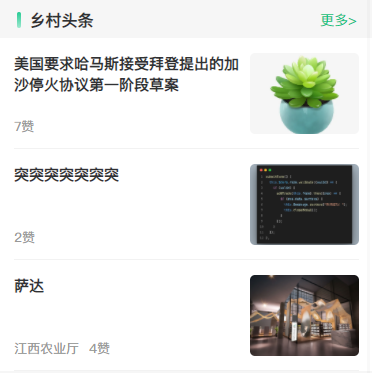 乡村头条
更多>
美国要求哈马斯接受拜登提出的加
沙停火协议第一阶段草案
7赞
突突突突突突突
2赞
萨达
江西农业厅 4赞